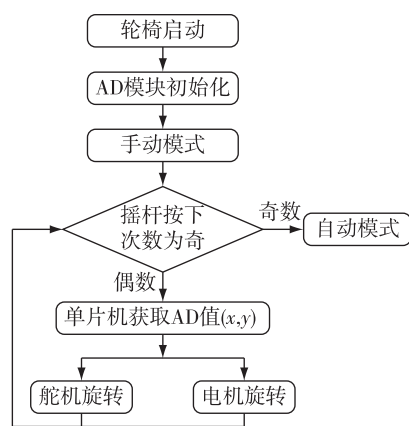 轮椅启动
AD模块初始化
手动模式
摇杆按下
次数为奇
奇数
自动模式
偶数
单片机获取AD值(x,y)
舵机旋转
电机旋转